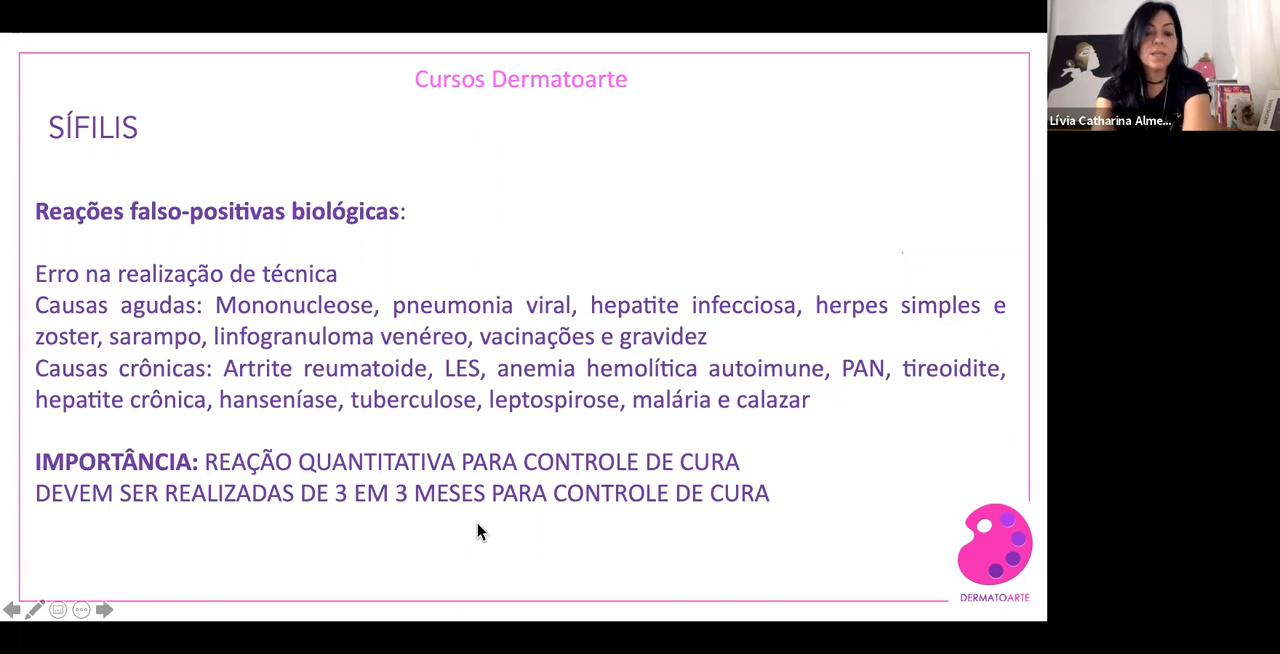 Cursos Dermatoarte
SÍFILIS
Reações falso-positivas biológicas:
Erro na realização de técnica
Causas agudas: Mononucleose, pneumonia viral, hepatite infecciosa, herpes simples e
zoster, sarampo, linfogranuloma venéreo, vacinações e gravidez
Causas crônicas: Artrite reumatoide, LES, anemia hemolítica autoimune, PAN, tireoidite,
hepatite crônica, hanseníase, tuberculose, leptospirose, malária e calazar
IMPORTÂNCIA: REAÇÃO QUANTITATIVA PARA CONTROLE DE CURA
DEVEM SER REALIZADAS DE 3 EM 3 MESES PARA CONTROLE DE CURA
DERMATOARTE
Lívia Catharina Alme...